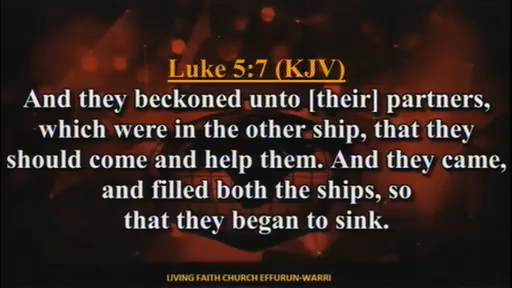 Luke 5:7 (KJV)
And they beckoned unto [their] partners,
which were in the other ship, that they
should come and help them. And they came,
and filled both the ships, so
that they began to sink.
LIVING FAITH CHURCH EFFURUN-WARRI